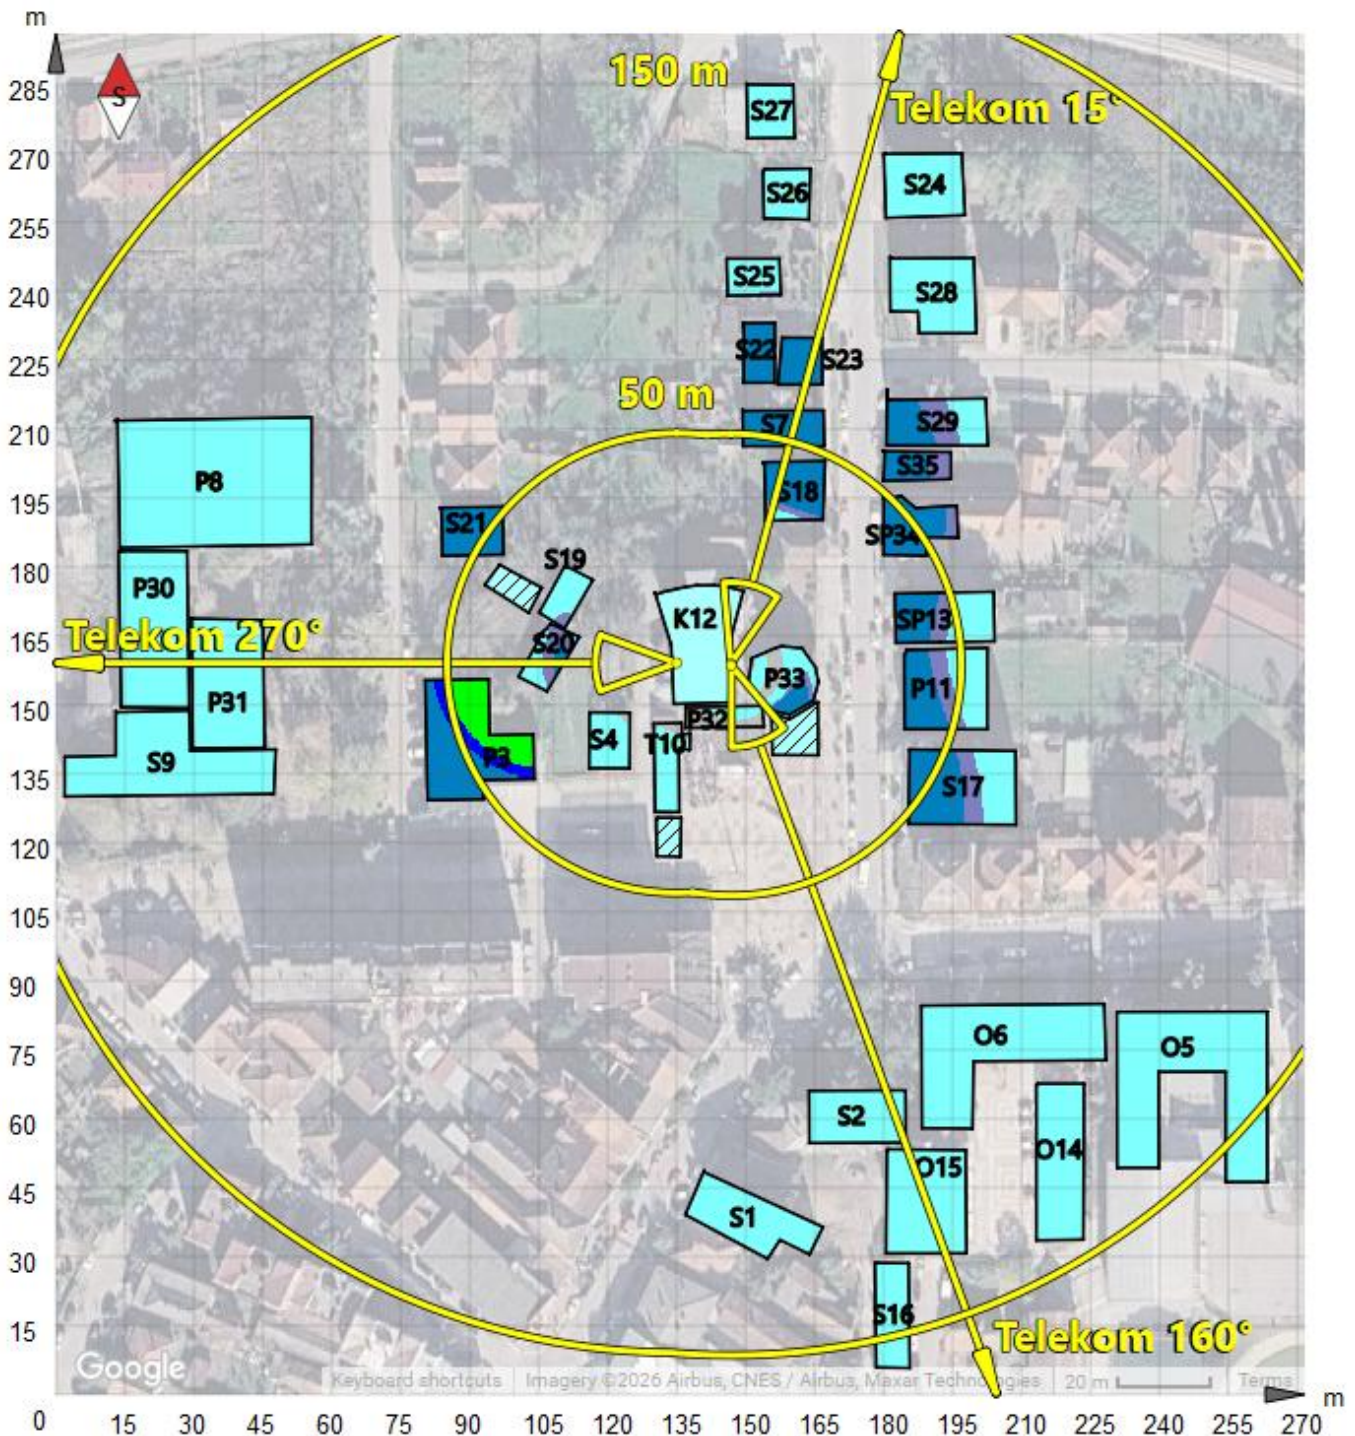 m
285
270
255
240
225
210
195
180
165
150
135
120
105
90
75
60
45
30
15
0
S
150 m
S27
Telekom 15°
S26
S24
S25
S28
S22
S23
50 m
S7
S29
S35
P8
S18
S21
SP34
S19
P30
K12
SP13
Telekom 270°
S20
P33
P11
P31
P32
S4
T10
P3
S9
S17
O6
O5
S2
O14
O15
S1
S16
Telekom 160°
Google
Keyboard shortcuts
Imagery ©2026 Airbus, CNES / Airbus, Maxar Technologies
20 m
Terms
m
15 30 45 60 75 90 105 120 135 150 165 180 195 210 225 240 255 270